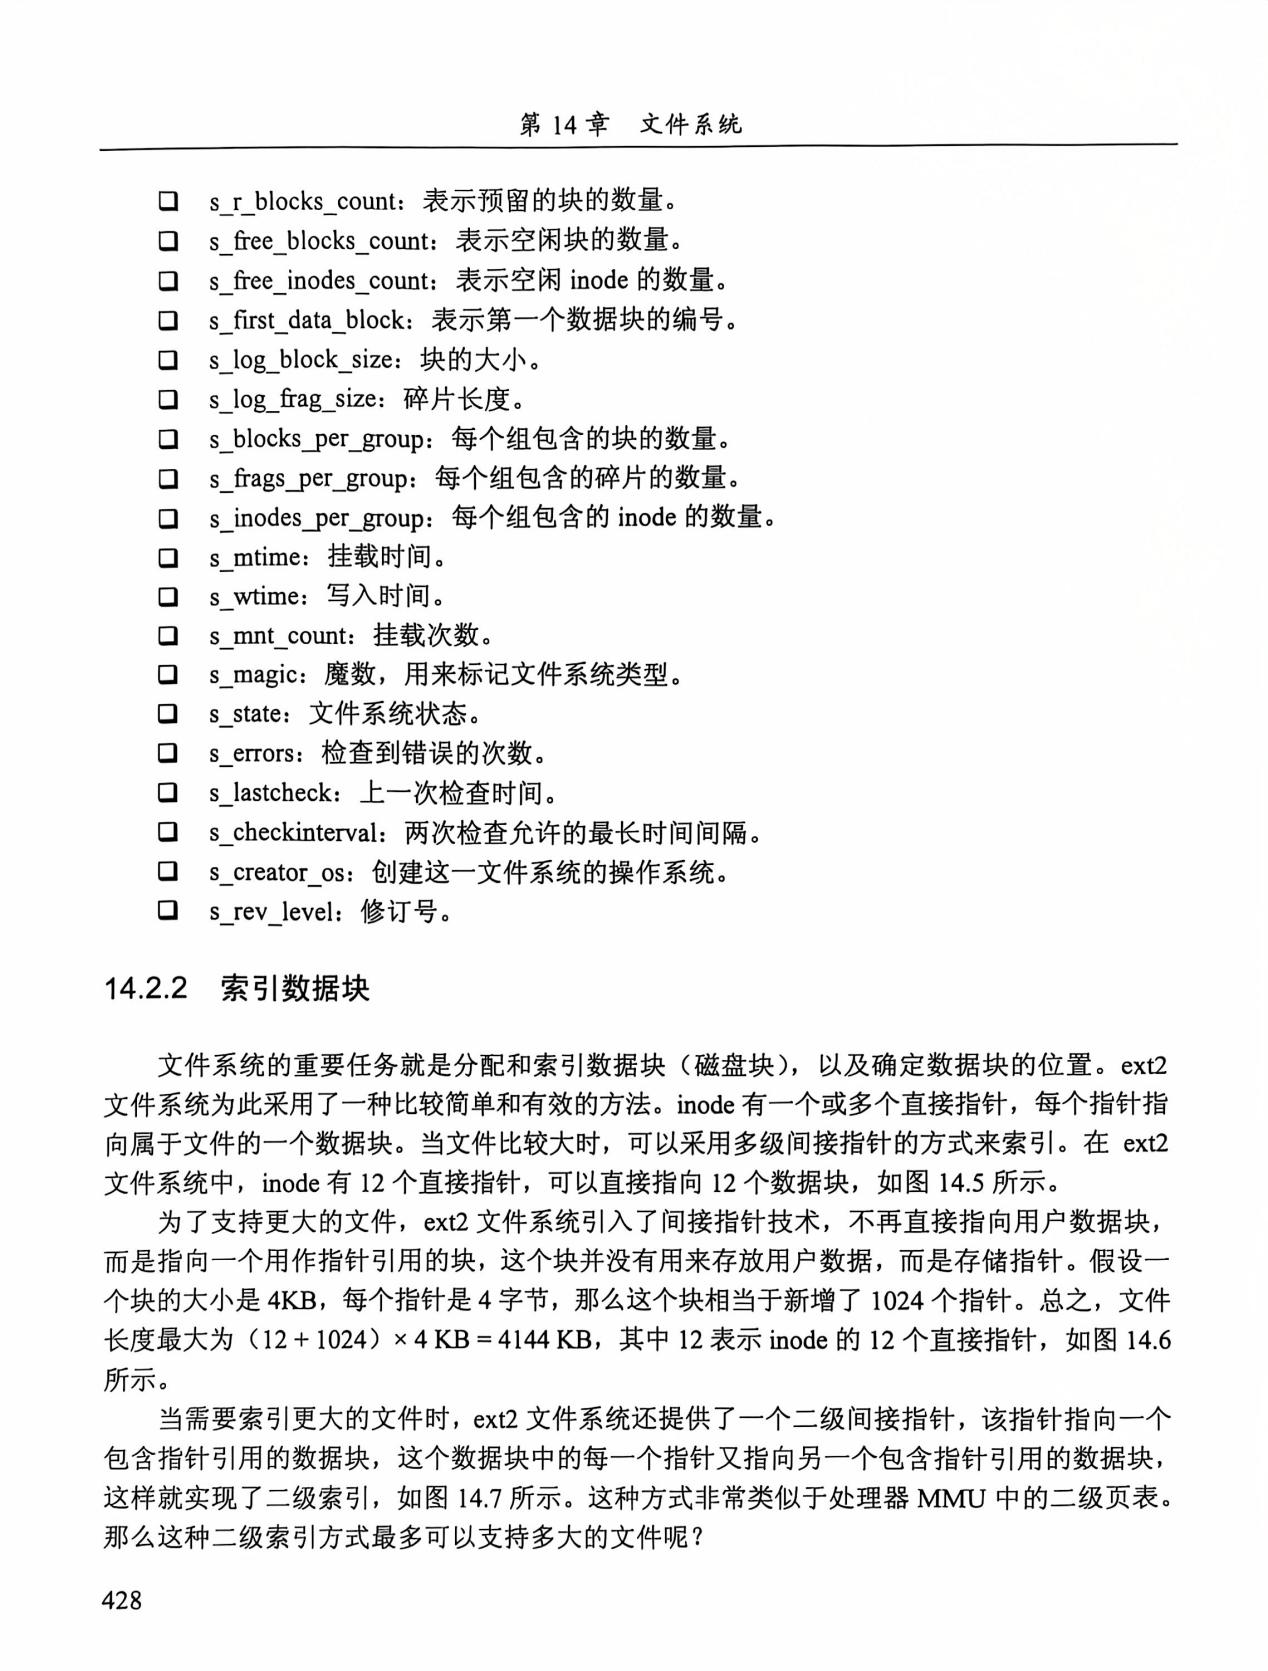 第 14 章　文件系统
❑ s_r_blocks_count：表示预留的块的数量。
❑ s_free_blocks_count：表示空闲块的数量。
❑ s_free_inodes_count：表示空闲 inode 的数量。
❑ s_first_data_block：表示第一个数据块的编号。
❑ s_log_block_size：块的大小。
❑ s_log_frag_size：碎片长度。
❑ s_blocks_per_group：每个组包含的块的数量。
❑ s_frags_per_group：每个组包含的碎片的数量。
❑ s_inodes_per_group：每个组包含的 inode 的数量。
❑ s_mtime：挂载时间。
❑ s_wtime：写入时间。
❑ s_mnt_count：挂载次数。
❑ s_magic：魔数，用来标记文件系统类型。
❑ s_state：文件系统状态。
❑ s_errors：检查到错误的次数。
❑ s_lastcheck：上一次检查时间。
❑ s_checkinterval：两次检查允许的最长时间间隔。
❑ s_creator_os：创建这一文件系统的操作系统。
❑ s_rev_level：修订号。
14.2.2　索引数据块
文件系统的重要任务就是分配和索引数据块（磁盘块），以及确定数据块的位置。ext2
文件系统为此采用了一种比较简单和有效的方法。inode 有一个或多个直接指针，每个指针指
向属于文件的一个数据块。当文件比较大时，可以采用多级间接指针的方式来索引。在 ext2
文件系统中，inode 有 12 个直接指针，可以直接指向 12 个数据块，如图 14.5 所示。
为了支持更大的文件，ext2 文件系统引入了间接指针技术，不再直接指向用户数据块，
而是指向一个用作指针引用的块，这个块并没有用来存放用户数据，而是存储指针。假设一
个块的大小是 4KB，每个指针是 4 字节，那么这个块相当于新增了 1024 个指针。总之，文件
长度最大为（12 + 1024）× 4 KB = 4144 KB，其中 12 表示 inode 的 12 个直接指针，如图 14.6
所示。
当需要索引更大的文件时，ext2 文件系统还提供了一个二级间接指针，该指针指向一个
包含指针引用的数据块，这个数据块中的每一个指针又指向另一个包含指针引用的数据块，
这样就实现了二级索引，如图 14.7 所示。这种方式非常类似于处理器 MMU 中的二级页表。
那么这种二级索引方式最多可以支持多大的文件呢？
428